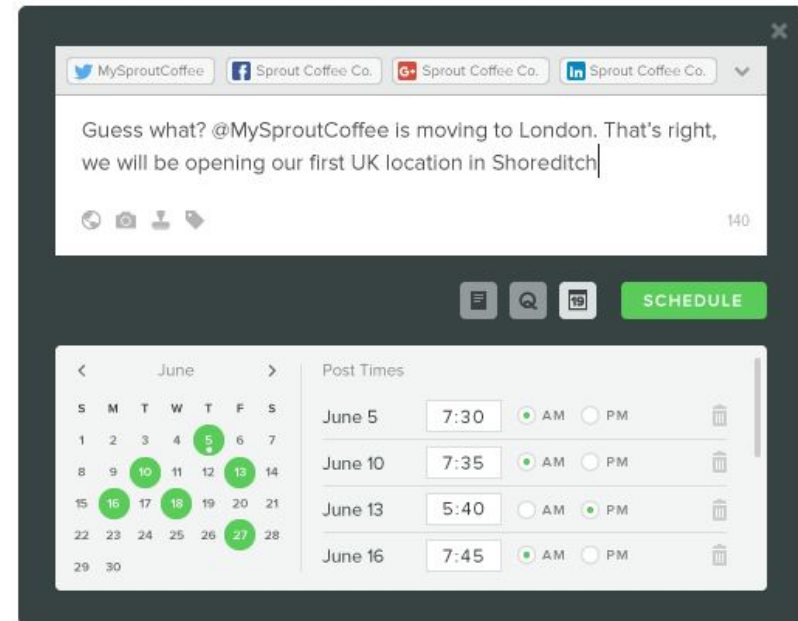 MySproutCoffee Sprout Coffee Co. G+ Sprout Coffee Co. in Sprout Coffee Co.
Guess what? @MySproutCoffee is moving to London. That's right,
we will be opening our first UK location in Shoreditch
140
19 SCHEDULE
June
S M T W T F S
1 2 3 4 5 6 7
8 9 10 11 12 13 14
15 16 17 18 19 20 21
22 23 24 25 26 27 28
29 30
Post Times
June 5 7:30 AM PM
June 10 7:35 AM PM
June 13 5:40 AM PM
June 16 7:45 AM PM